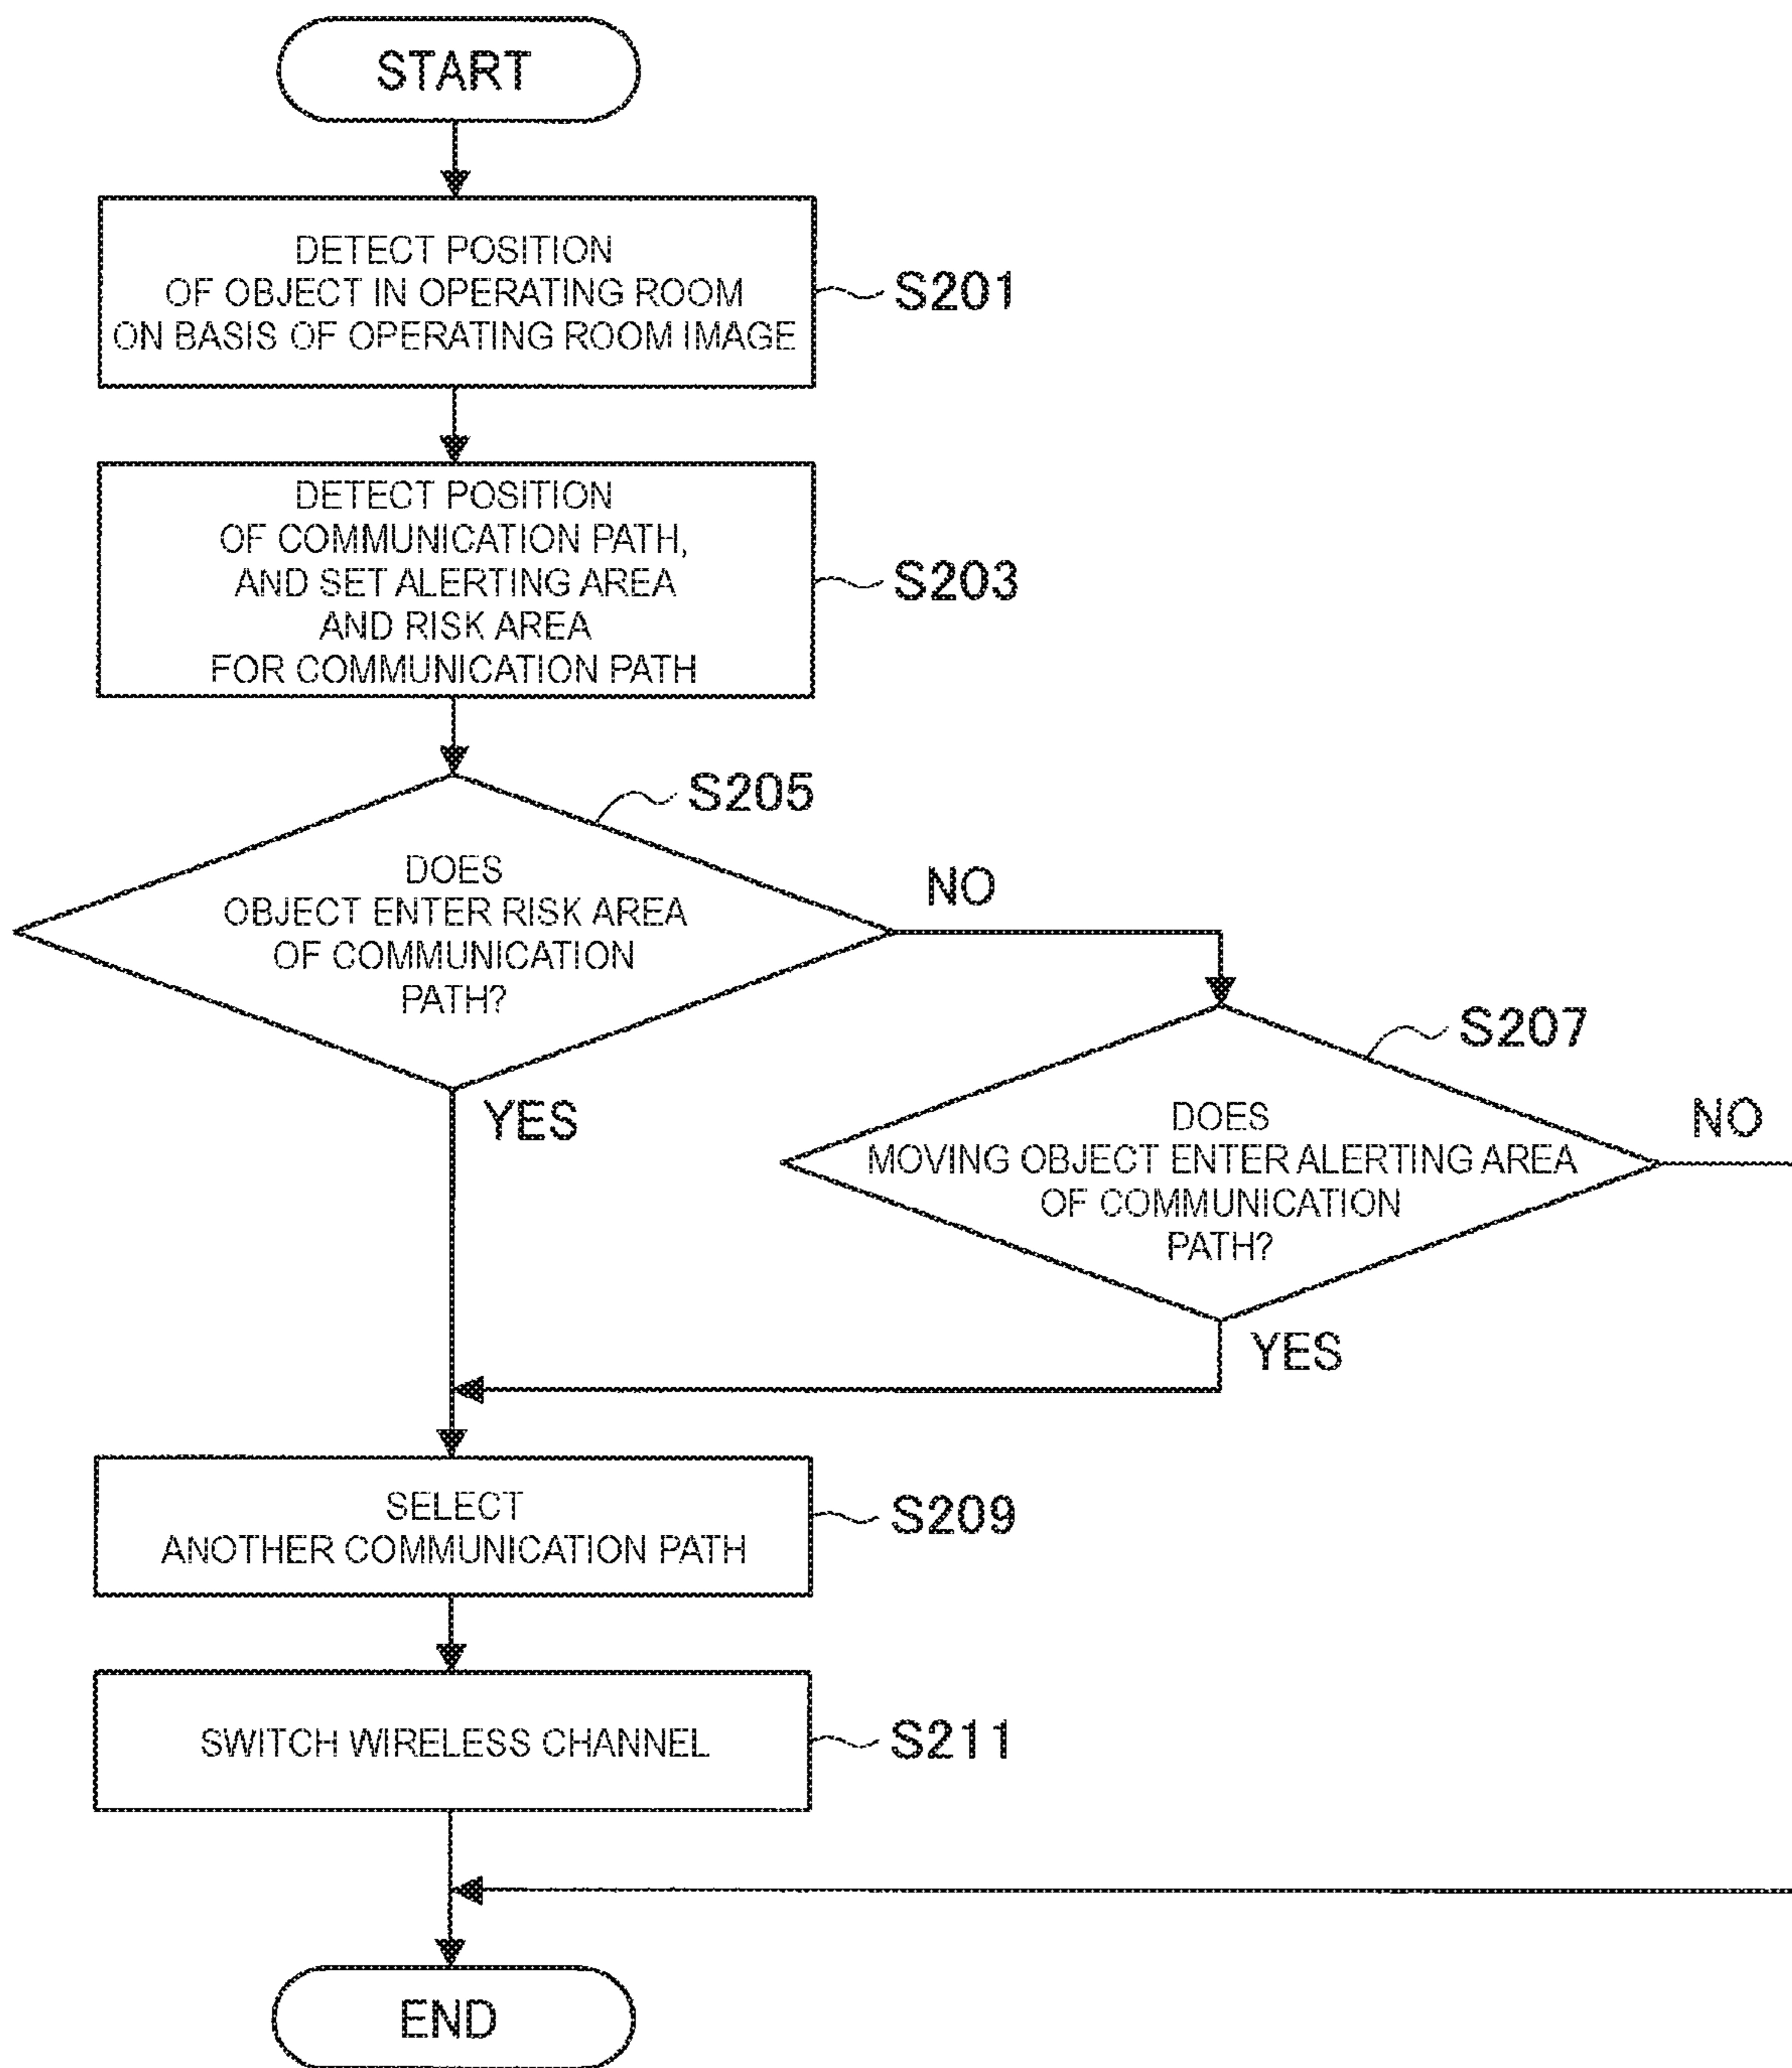 START
DETECT POSITION
OF OBJECT IN OPERATING ROOM
ON BASIS OF OPERATING ROOM IMAGE
S201
DETECT POSITION
OF COMMUNICATION PATH,
AND SET ALERTING AREA
AND RISK AREA
FOR COMMUNICATION PATH
S203
S205
DOES
OBJECT ENTER RISK AREA
OF COMMUNICATION
PATH?
NO
YES
S207
DOES
MOVING OBJECT ENTER ALERTING AREA
OF COMMUNICATION
PATH?
NO
YES
SELECT
ANOTHER COMMUNICATION PATH
S209
SWITCH WIRELESS CHANNEL
S211
END